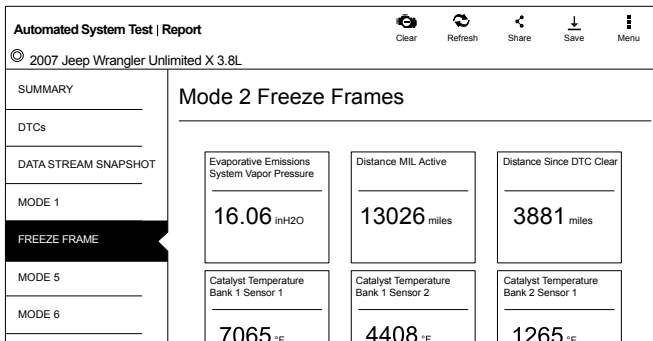 Automated System Test | Report
Clear
Refresh
Share
Save
Menu
2007 Jeep Wrangler Unlimited X 3.8L
SUMMARY
DTCs
DATA STREAM SNAPSHOT
MODE 1
FREEZE FRAME
MODE 5
MODE 6
Mode 2 Freeze Frames
Evaporative Emissions
System Vapor Pressure
16.06 inH2O
Distance MIL Active
13026 miles
Distance Since DTC Clear
3881 miles
Catalyst Temperature
Bank 1 Sensor 1
7065 °F
Catalyst Temperature
Bank 1 Sensor 2
4408 °F
Catalyst Temperature
Bank 2 Sensor 1
1265 °F